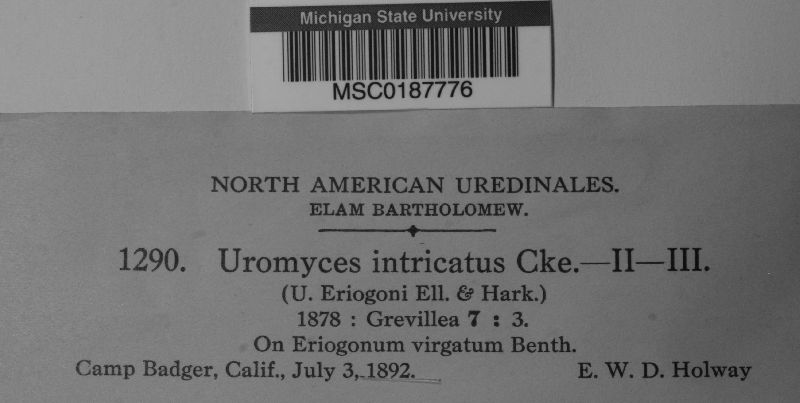 Michigan State University
MSC0187776
NORTH AMERICAN UREDINALES.
ELAM BARTHOLOMEW.
1290. Uromyces intricatus Cke.—II—III.
(U. Eriogoni Ell. & Hark.)
1878 : Grevillea 7 : 3.
On Eriogonum virgatum Benth.
Camp Badger, Calif., July 3, 1892. E. W. D. Holway